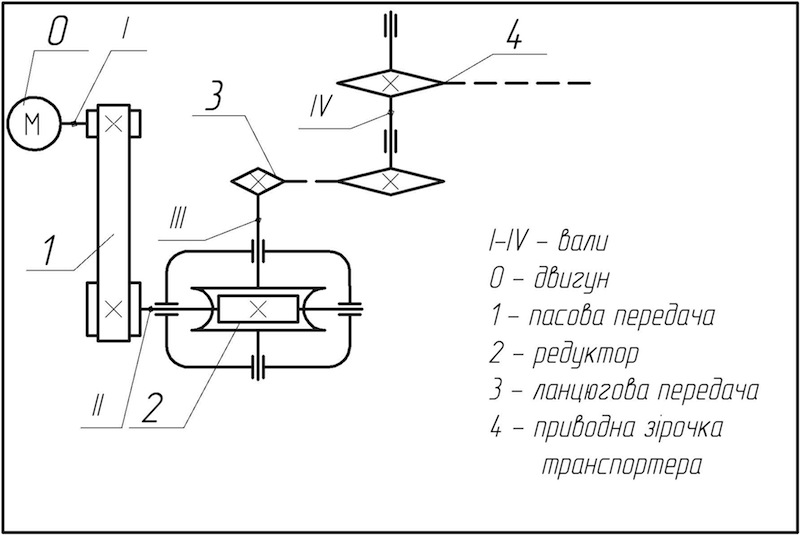 0
I
4
М
3
IV
III
1
I–IV – вали
0 – двигун
1 – пасова передача
2 – редуктор
3 – ланцюгова передача
4 – приводна зірочка
транспортера
II
2